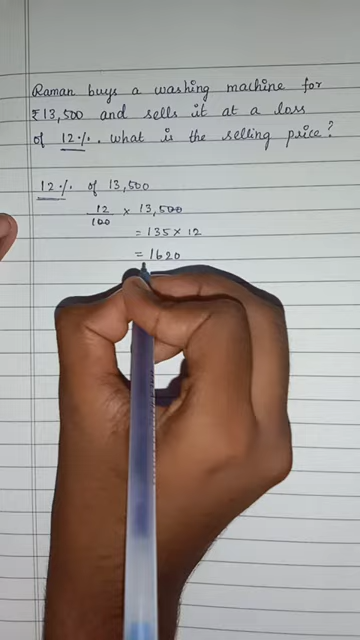 Raman buys a washing machine for
₹13,500 and sells it at a loss
of 12%. what is the selling price?
12% of 13,500
12/100 × 13,500
= 135 × 12
= 1620